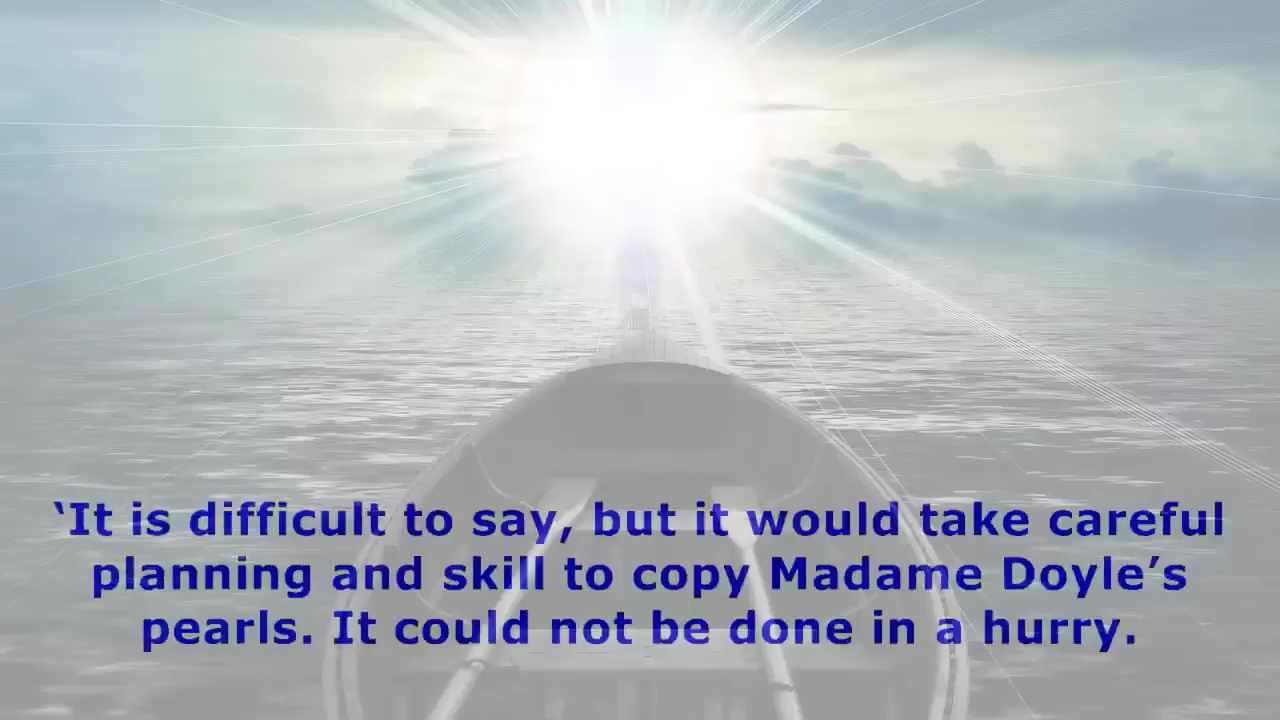 ‘It is difficult to say, but it would take careful
planning and skill to copy Madame Doyle’s
pearls. It could not be done in a hurry.